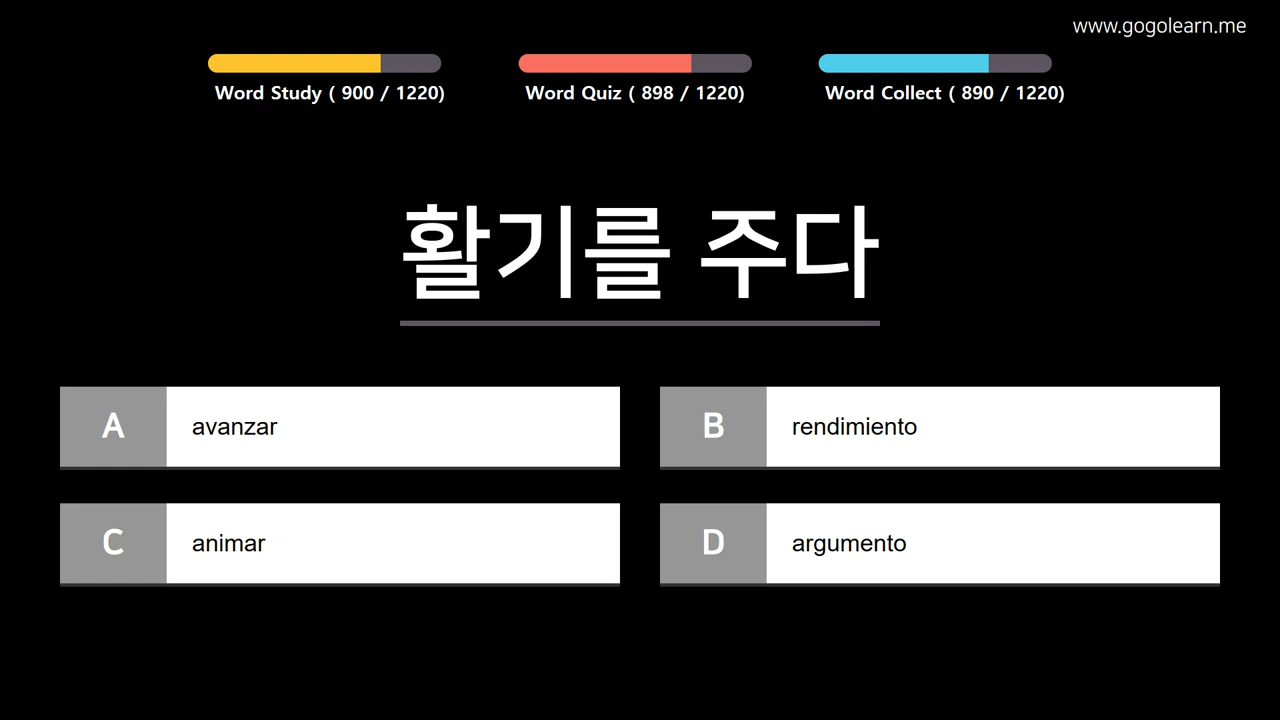 www.gogolearn.me
Word Study ( 900 / 1220)
Word Quiz ( 898 / 1220)
Word Collect ( 890 / 1220)
활기를 주다
A avanzar
B rendimiento
C animar
D argumento